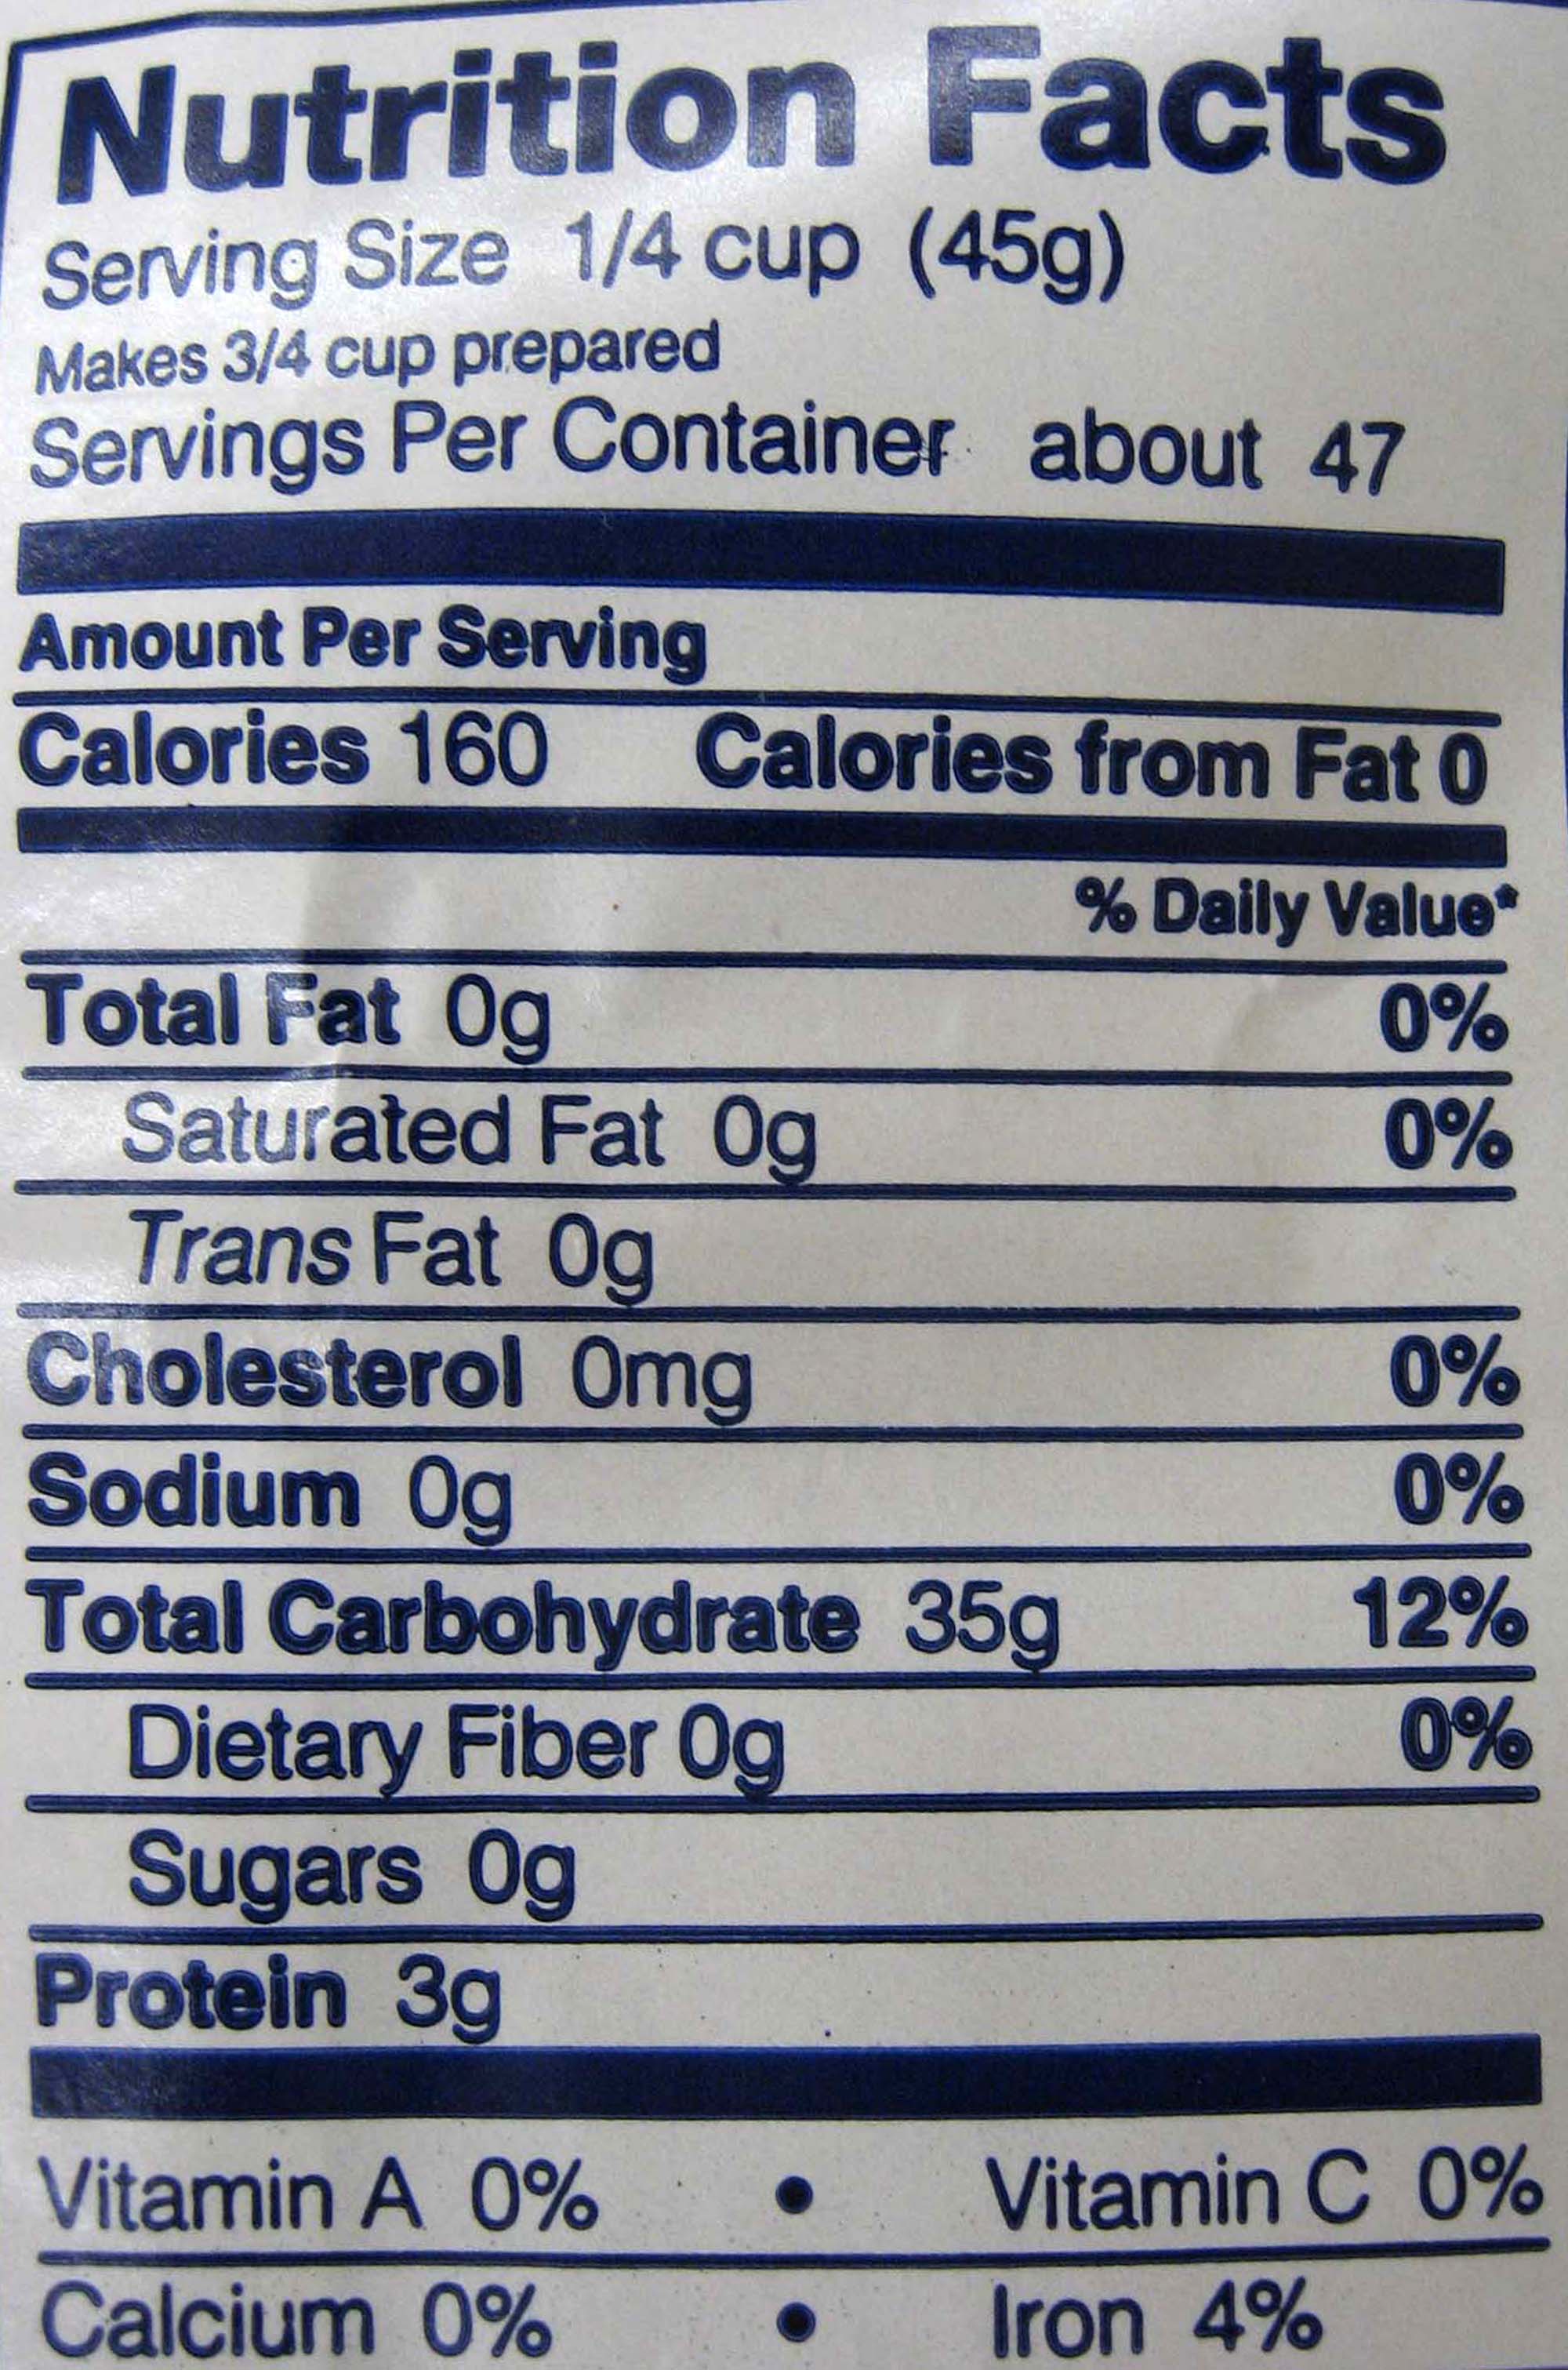 Nutrition Facts
Serving Size 1/4 cup (45g)
Makes 3/4 cup prepared
Servings Per Container about 47
Amount Per Serving
Calories 160 Calories from Fat 0
% Daily Value*
Total Fat 0g 0%
Saturated Fat 0g 0%
Trans Fat 0g
Cholesterol 0mg 0%
Sodium 0g 0%
Total Carbohydrate 35g 12%
Dietary Fiber 0g 0%
Sugars 0g
Protein 3g
Vitamin A 0% • Vitamin C 0%
Calcium 0% • Iron 4%